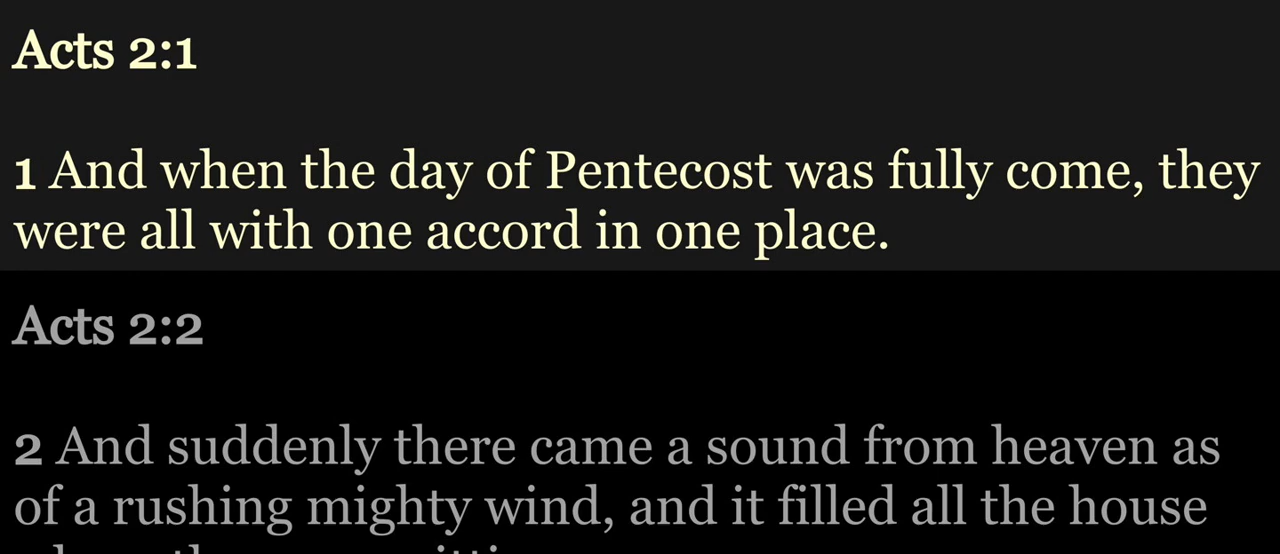 Acts 2:1
1 And when the day of Pentecost was fully come, they
were all with one accord in one place.
Acts 2:2
2 And suddenly there came a sound from heaven as
of a rushing mighty wind, and it filled all the house